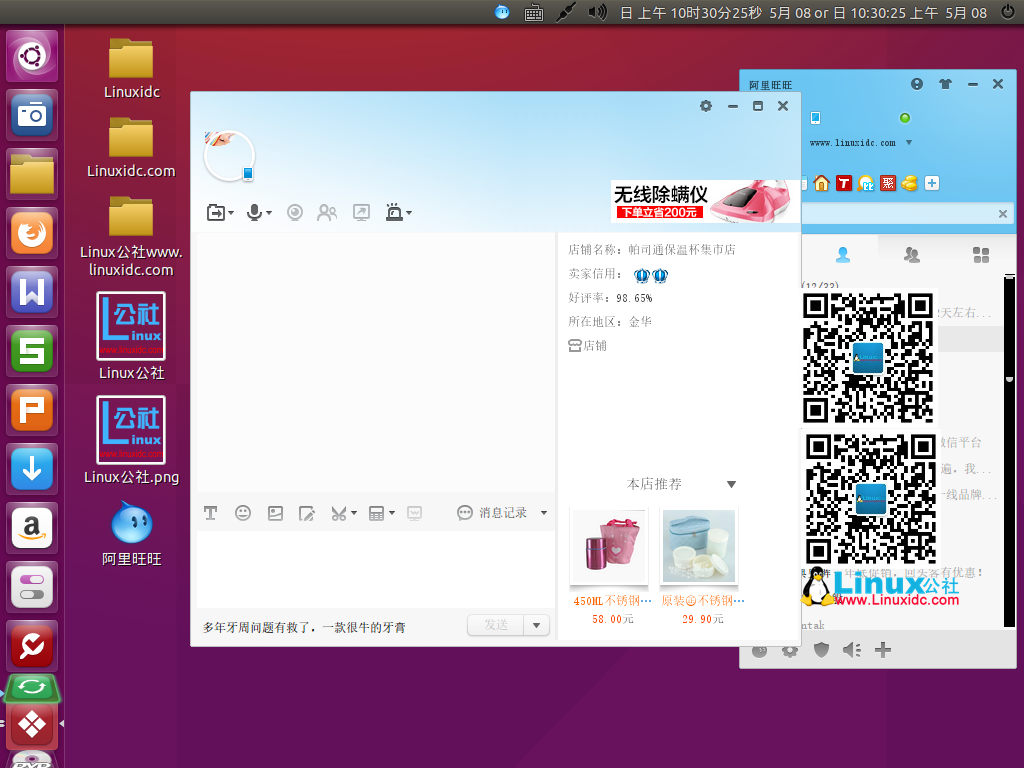 日 上午 10时30分25秒 5月 08 or 日 10:30:25 上午 5月 08
Linuxidc
Linuxidc.com
Linux公社www.
linuxidc.com
公社
Linux
www.linuxidc.com
Linux公社
公社
Linux
www.linuxidc.com
Linux公社.png
阿里旺旺
阿里旺旺
www.linuxidc.com
无线除螨仪
下单立省200元
店铺名称: 帕司通保温杯集市店
卖家信用:
好评率: 98.65%
所在地区: 金华
店铺
本店推荐
450ML不锈钢…
58.00元
原装 不锈钢…
29.90元
消息记录
多年牙周问题有救了，一款很牛的牙膏
发送
(12/33)
天左右...
微信平台
遍，我...
线品牌...
Linux公社
www.Linuxidc.com
ntak